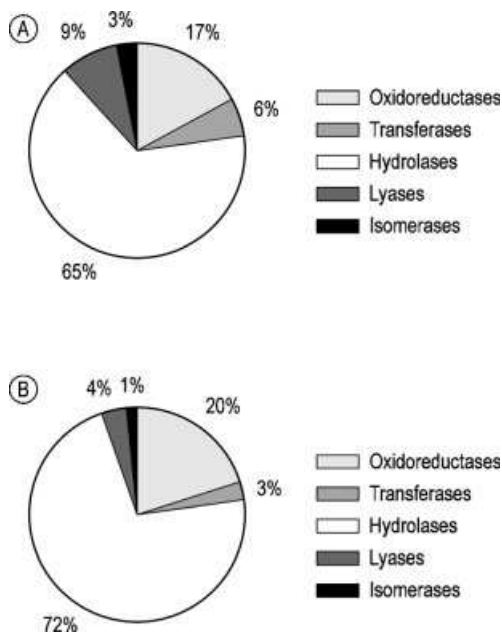 A
9%
3%
17%
6%
65%
Oxidoreductases
Transferases
Hydrolases
Lyases
Isomerases
B
4%
1%
20%
3%
72%
Oxidoreductases
Transferases
Hydrolases
Lyases
Isomerases